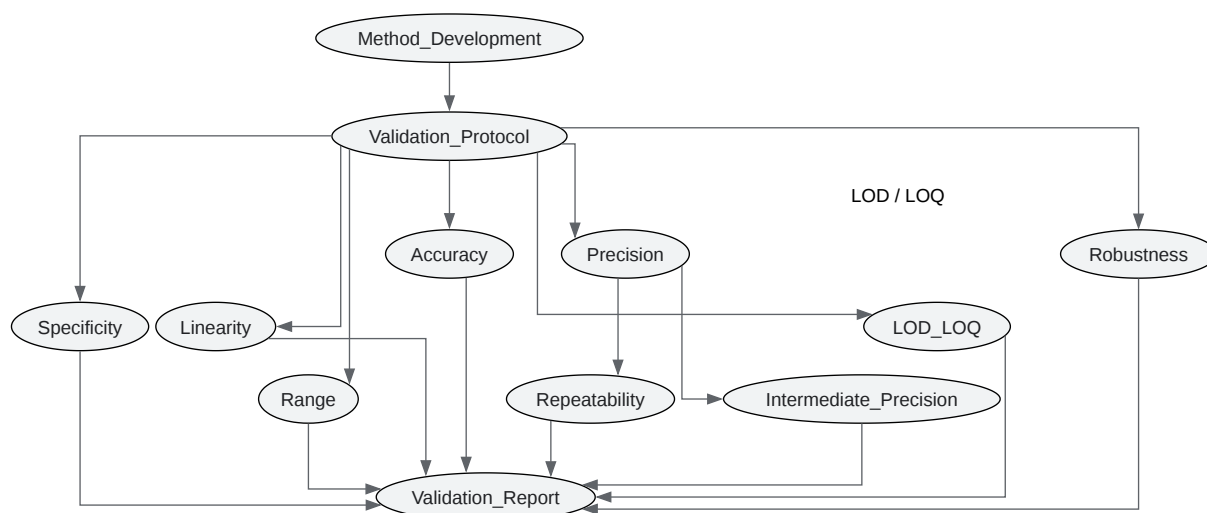 Method_Development
Validation_Protocol
LOD / LOQ
Accuracy
Precision
Robustness
Specificity
Linearity
LOD_LOQ
Range
Repeatability
Intermediate_Precision
Validation_Report